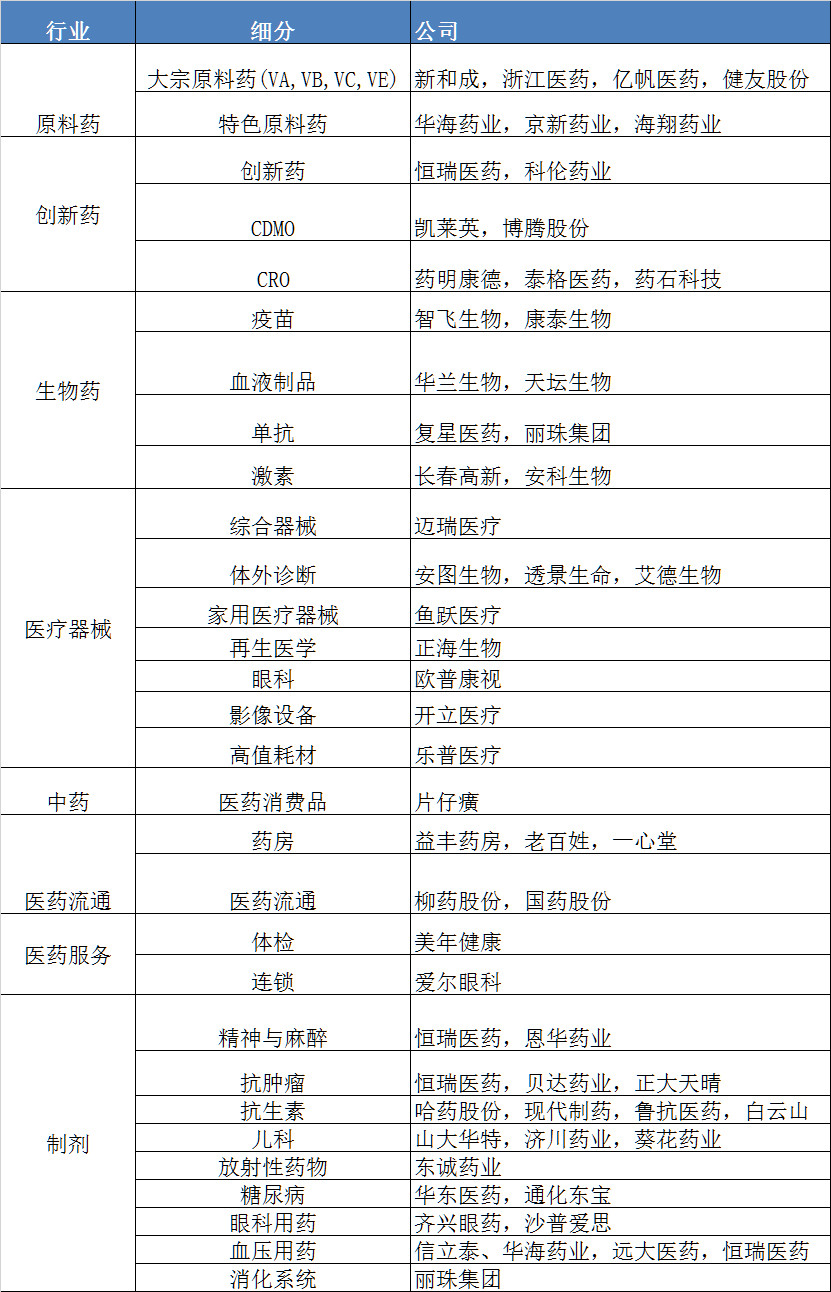 行业 细分 公司
大宗原料药(VA,VB,VC,VE) 新和成，浙江医药，亿帆医药，健友股份
原料药 特色原料药 华海药业，京新药业，海翔药业
创新药 恒瑞医药，科伦药业
创新药 CDMO 凯莱英，博腾股份
CRO 药明康德，泰格医药，药石科技
疫苗 智飞生物，康泰生物
生物药 血液制品 华兰生物，天坛生物
单抗 复星医药，丽珠集团
激素 长春高新，安科生物
综合器械 迈瑞医疗
体外诊断 安图生物，透景生命，艾德生物
家用医疗器械 鱼跃医疗
医疗器械 再生医学 正海生物
眼科 欧普康视
影像设备 开立医疗
高值耗材 乐普医疗
中药 医药消费品 片仔癀
药房 益丰药房，老百姓，一心堂
医药流通 医药流通 柳药股份，国药股份
医药服务 体检 美年健康
连锁 爱尔眼科
精神与麻醉 恒瑞医药，恩华药业
抗肿瘤 恒瑞医药，贝达药业，正大天晴
抗生素 哈药股份，现代制药，鲁抗医药，白云山
制剂 儿科 山大华特，济川药业，葵花药业
放射性药物 东诚药业
糖尿病 华东医药，通化东宝
眼科用药 齐兴眼药，沙普爱思
血压用药 信立泰、华海药业，远大医药，恒瑞医药
消化系统 丽珠集团